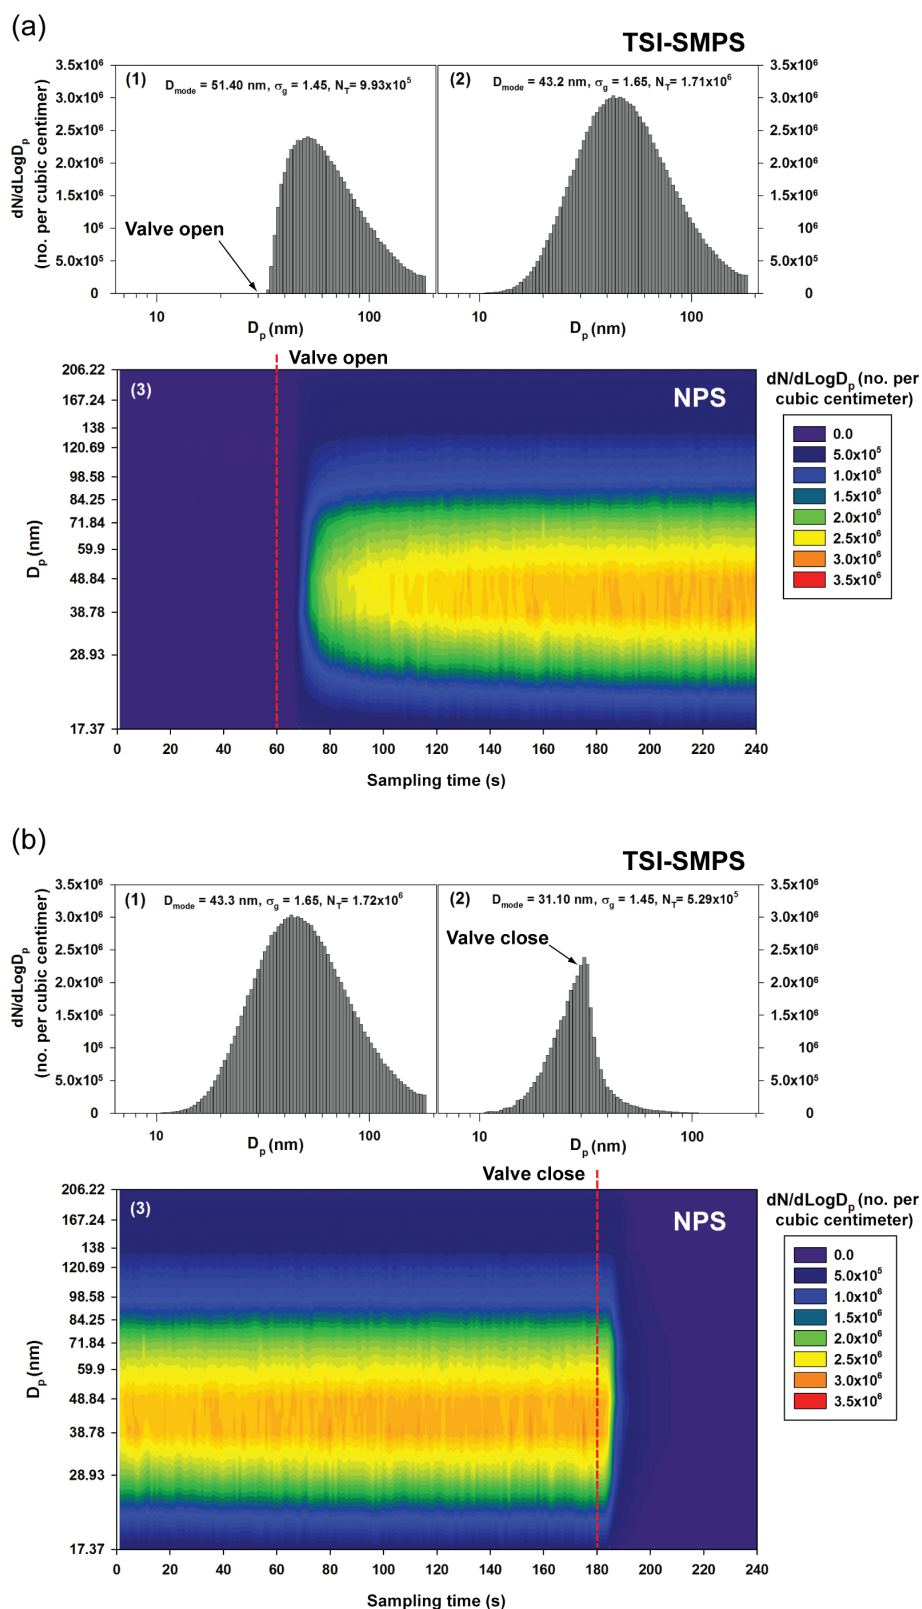 (a)
TSI-SMPS
3.5x10⁶
3.0x10⁶
2.5x10⁶
2.0x10⁶
1.5x10⁶
10⁶
5.0x10⁵
0
dN/dLogDₚ
(no. per cubic centimeter)
(1)
D_mode = 51.40 nm, σ_g = 1.45, N_T= 9.93x10⁵
Valve open
10
100
Dₚ (nm)
(2)
D_mode = 43.2 nm, σ_g = 1.65, N_T= 1.71x10⁶
10
100
Dₚ (nm)
3.5x10⁶
3.0x10⁶
2.5x10⁶
2.0x10⁶
1.5x10⁶
10⁶
5.0x10⁵
0
Valve open
(3)
NPS
206.22
167.24
138
120.69
98.58
84.25
71.84
59.9
48.84
38.78
28.93
17.37
Dₚ (nm)
0 20 40 60 80 100 120 140 160 180 200 220 240
Sampling time (s)
dN/dLogDₚ (no. per
cubic centimeter)
0.0
5.0x10⁵
1.0x10⁶
1.5x10⁶
2.0x10⁶
2.5x10⁶
3.0x10⁶
3.5x10⁶
(b)
TSI-SMPS
3.5x10⁶
3.0x10⁶
2.5x10⁶
2.0x10⁶
1.5x10⁶
10⁶
5.0x10⁵
0
dN/dLogDₚ
(no. per cubic centimeter)
(1)
D_mode = 43.3 nm, σ_g = 1.65, N_T= 1.72x10⁶
10
100
Dₚ (nm)
(2)
D_mode = 31.10 nm, σ_g = 1.45, N_T= 5.29x10⁵
Valve close
10
100
Dₚ (nm)
3.5x10⁶
3.0x10⁶
2.5x10⁶
2.0x10⁶
1.5x10⁶
10⁶
5.0x10⁵
0
Valve close
(3)
NPS
206.22
167.24
138
120.69
98.58
84.25
71.84
59.9
48.84
38.78
28.93
17.37
Dₚ (nm)
0 20 40 60 80 100 120 140 160 180 200 220 240
Sampling time (s)
dN/dLogDₚ (no. per
cubic centimeter)
0.0
5.0x10⁵
1.0x10⁶
1.5x10⁶
2.0x10⁶
2.5x10⁶
3.0x10⁶
3.5x10⁶